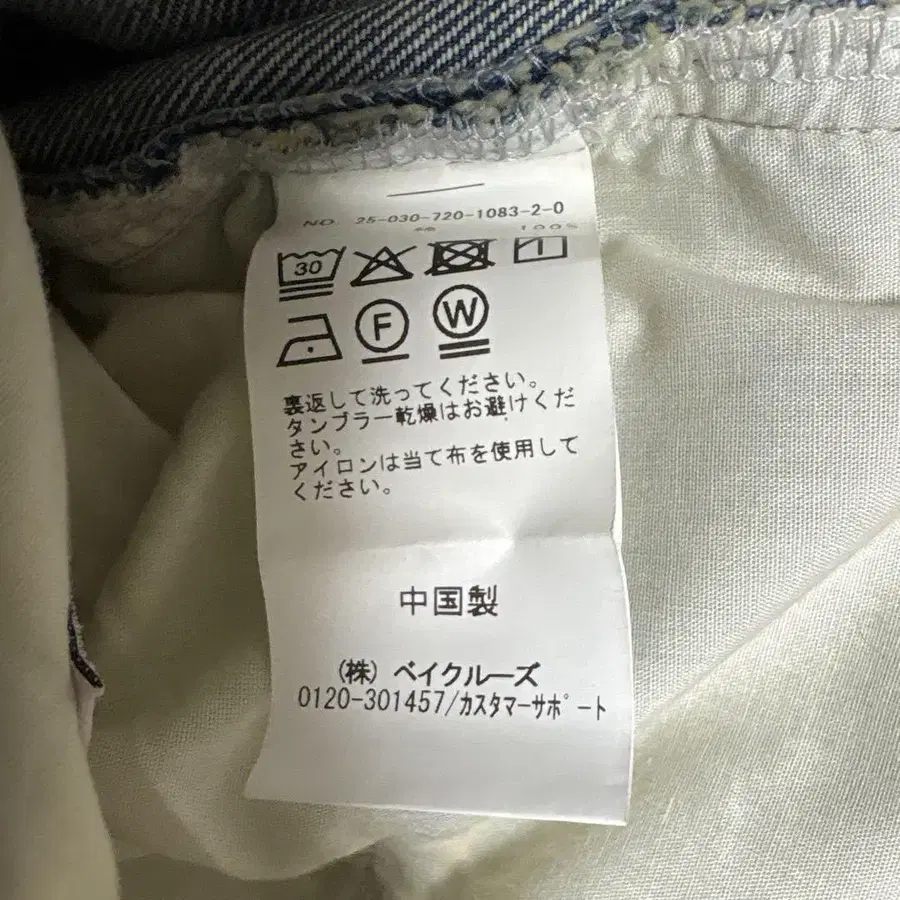 NO. 25-030-720-1083-2-0
100%
30
F
W
裏返して洗ってください。
タンブラー乾燥はお避けくだ
さい。
アイロンは当て布を使用して
ください。
中国製
(株) ベイクルーズ
0120-301457/カスタマーサポート